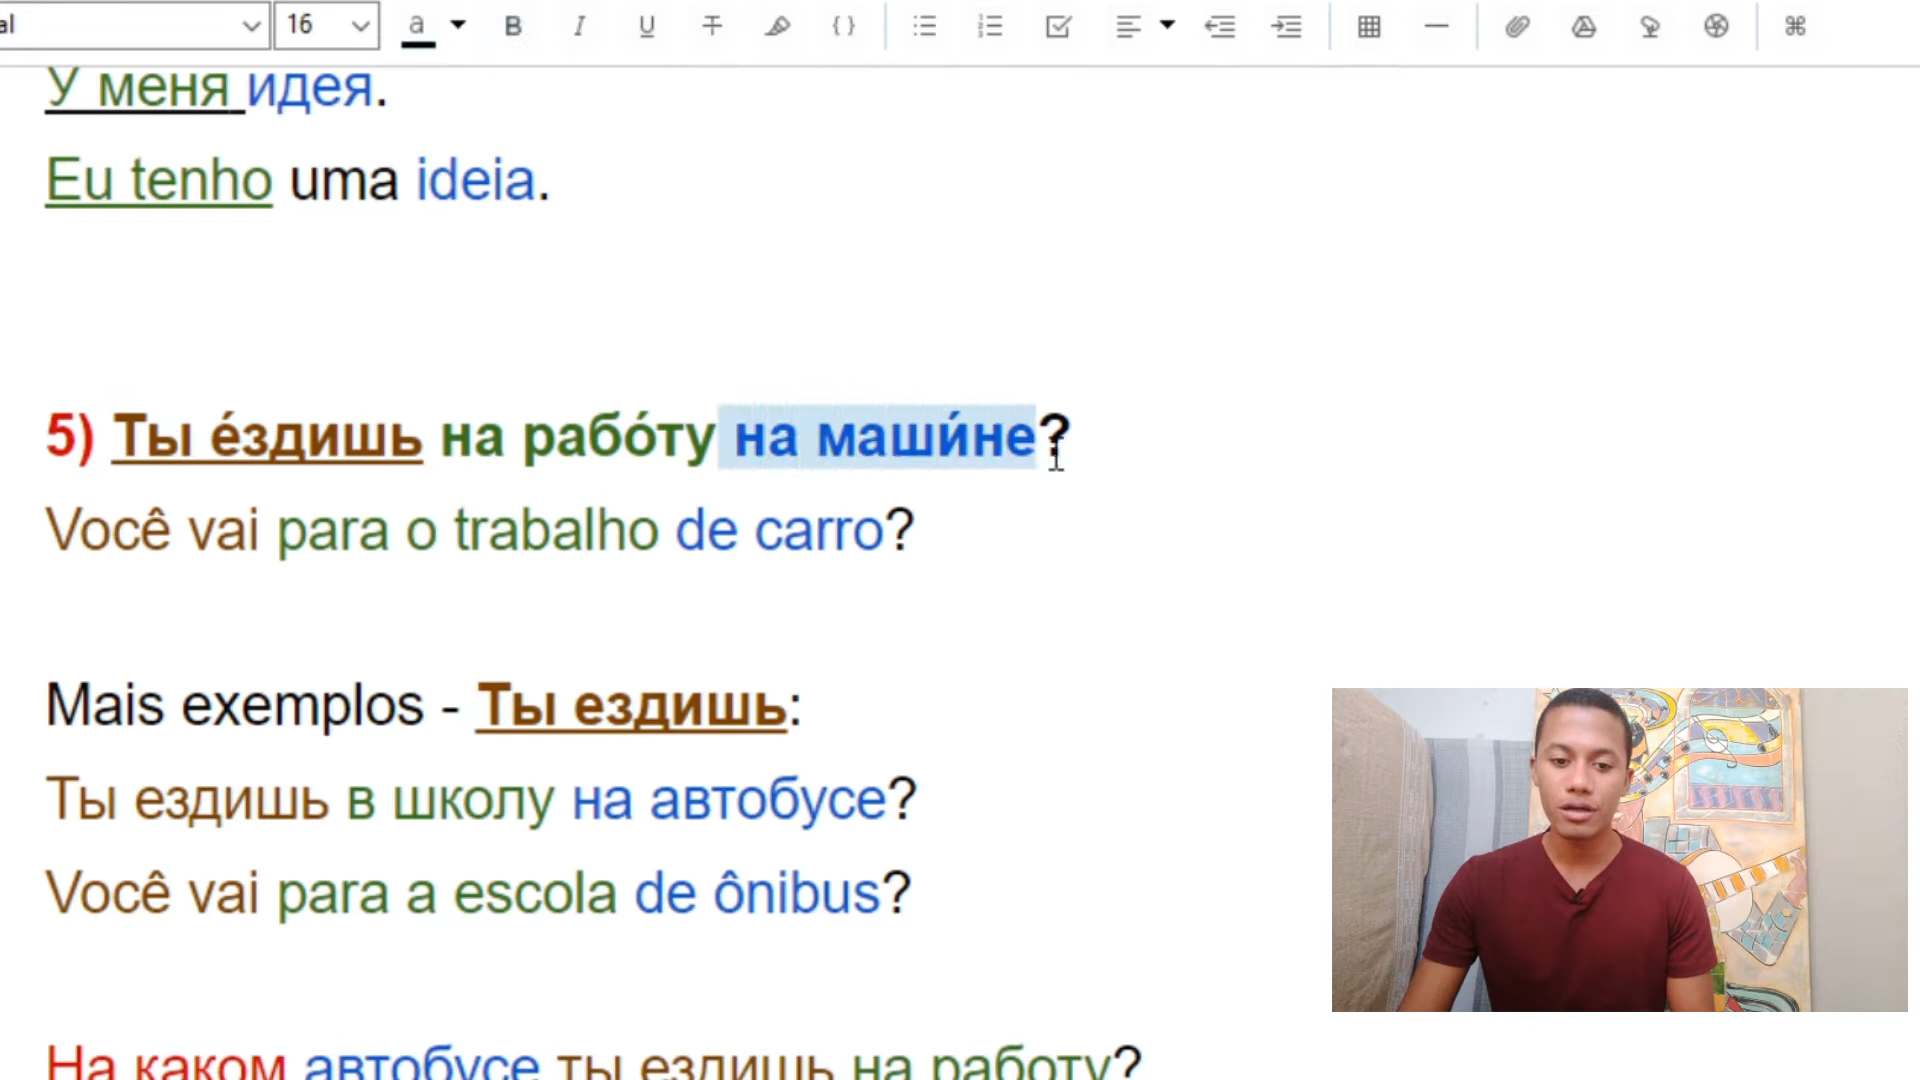 al 16 a B I U T { }
У меня идея.
Eu tenho uma ideia.
5) Ты е́здишь на рабо́ту на маши́не?
Você vai para o trabalho de carro?
Mais exemplos - Ты ездишь:
Ты ездишь в школу на автобусе?
Você vai para a escola de ônibus?
На каком автобусе ты ездишь на работу?